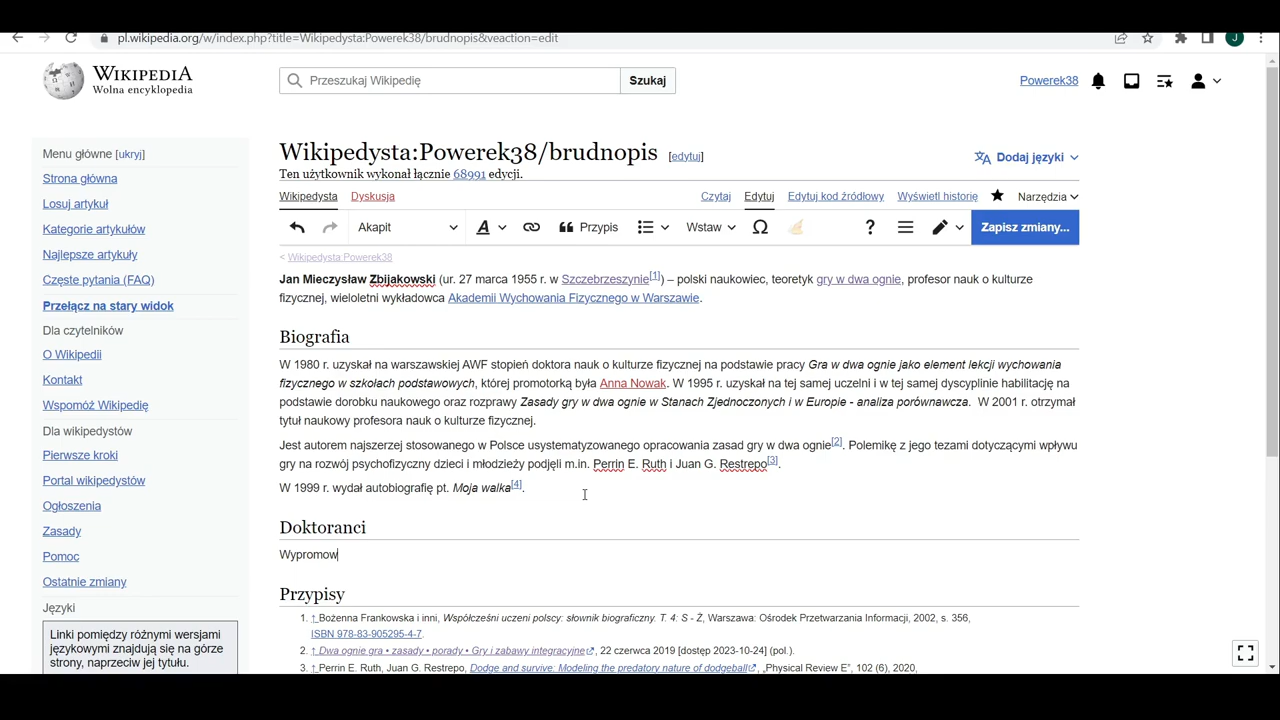 pl.wikipedia.org/w/index.php?title=Wikipedysta:Powerek38/brudnopis&veaction=edit
J
WIKIPEDIA
Wolna encyklopedia
Przeszukaj Wikipedię
Szukaj
Powerek38
Menu główne [ukryj]
Strona główna
Losuj artykuł
Kategorie artykułów
Najlepsze artykuły
Częste pytania (FAQ)
Przełącz na stary widok
Dla czytelników
O Wikipedii
Kontakt
Wspomóż Wikipedię
Dla wikipedystów
Pierwsze kroki
Portal wikipedystów
Ogłoszenia
Zasady
Pomoc
Ostatnie zmiany
Języki
Linki pomiędzy różnymi wersjami
językowymi znajdują się na górze
strony, naprzeciw jej tytułu.
Wikipedysta:Powerek38/brudnopis [edytuj]
Dodaj języki
Ten użytkownik wykonał łącznie 68991 edycji.
Wikipedysta Dyskusja Czytaj Edytuj Edytuj kod źródłowy Wyświetl historię Narzędzia
Akapit A Przypis Wstaw Ω ? Zapisz zmiany...
< Wikipedysta:Powerek38
Jan Mieczysław Zbijakowski (ur. 27 marca 1955 r. w Szczebrzeszynie[1]) – polski naukowiec, teoretyk gry w dwa ognie, profesor nauk o kulturze
fizycznej, wieloletni wykładowca Akademii Wychowania Fizycznego w Warszawie.
Biografia
W 1980 r. uzyskał na warszawskiej AWF stopień doktora nauk o kulturze fizycznej na podstawie pracy Gra w dwa ognie jako element lekcji wychowania
fizycznego w szkołach podstawowych, której promotorką była Anna Nowak. W 1995 r. uzyskał na tej samej uczelni i w tej samej dyscyplinie habilitację na
podstawie dorobku naukowego oraz rozprawy Zasady gry w dwa ognie w Stanach Zjednoczonych i w Europie - analiza porównawcza. W 2001 r. otrzymał
tytuł naukowy profesora nauk o kulturze fizycznej.
Jest autorem najszerzej stosowanego w Polsce usystematyzowanego opracowania zasad gry w dwa ognie[2]. Polemikę z jego tezami dotyczącymi wpływu
gry na rozwój psychofizyczny dzieci i młodzieży podjęli m.in. Perrin E. Ruth i Juan G. Restrepo[3].
W 1999 r. wydał autobiografię pt. Moja walka[4].
Doktoranci
Wypromow
Przypisy
1. ↑ Bożenna Frankowska i inni, Współcześni uczeni polscy: słownik biograficzny. T. 4: S - Ż, Warszawa: Ośrodek Przetwarzania Informacji, 2002, s. 356,
ISBN 978-83-905295-4-7.
2. ↑ Dwa ognie gra • zasady • porady • Gry i zabawy integracyjne, 22 czerwca 2019 [dostęp 2023-10-24] (pol.).
3. ↑ Perrin E. Ruth, Juan G. Restrepo, Dodge and survive: Modeling the predatory nature of dodgeball, „Physical Review E”, 102 (6), 2020,